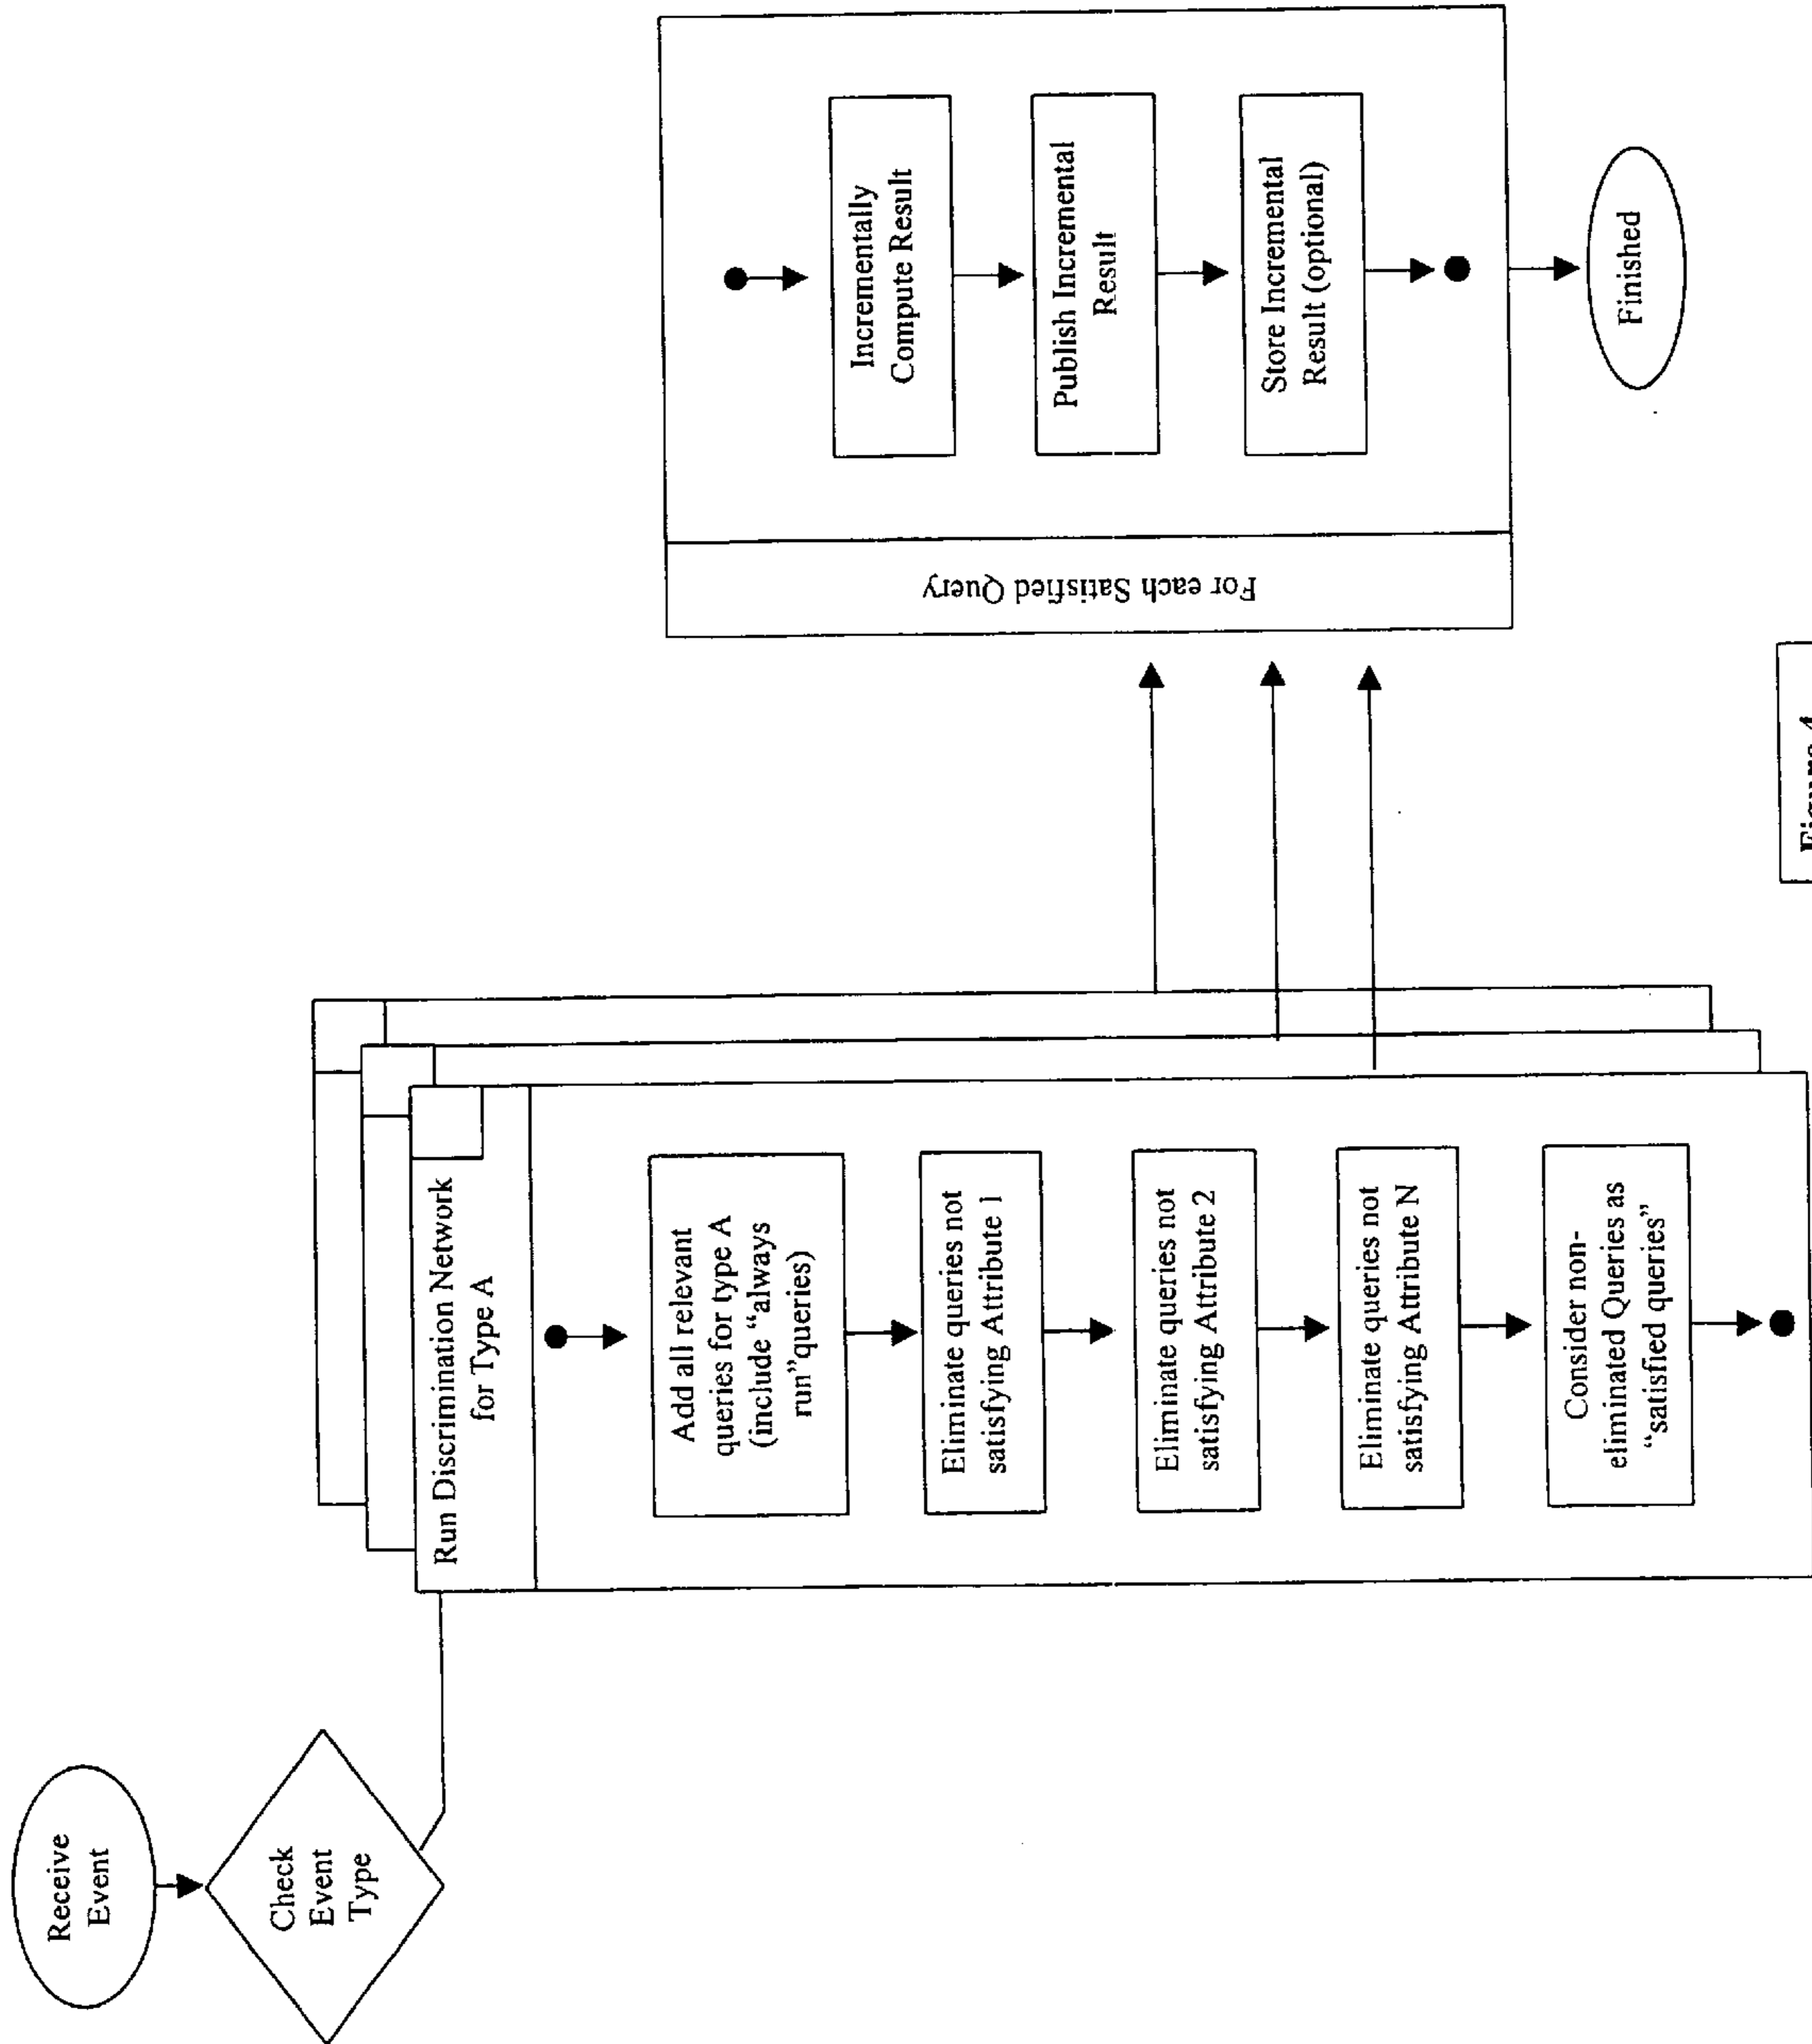 Receive
Event
Check
Event
Type
Run Discrimination Network
for Type A
Add all relevant
queries for type A
(include “always
run”queries)
Eliminate queries not
satisfying Attribute 1
Eliminate queries not
satisfying Attribute 2
Eliminate queries not
satisfying Attribute N
Consider non-
eliminated Queries as
“satisfied queries”
For each Satisfied Query
Incrementally
Compute Result
Publish Incremental
Result
Store Incremental
Result (optional)
Finished
Figure 4